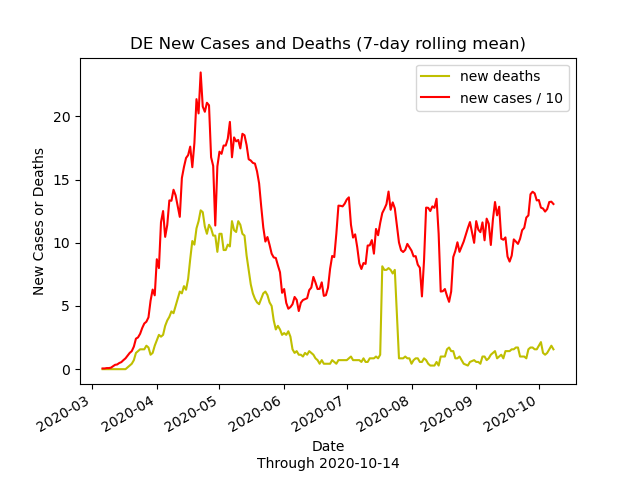 DE New Cases and Deaths (7-day rolling mean)
new deaths
new cases / 10
New Cases or Deaths
20
15
10
5
0
2020-03
2020-04
2020-05
2020-06
2020-07
2020-08
2020-09
2020-10
Date
Through 2020-10-14